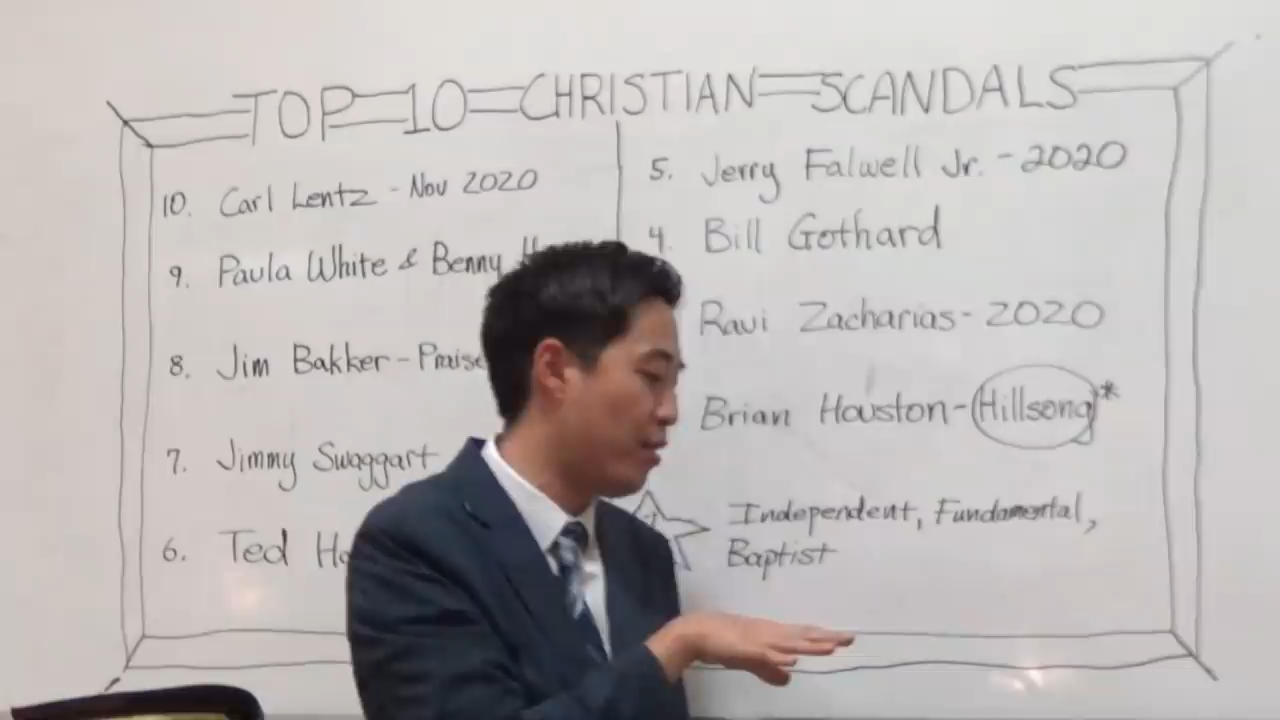 TOP 10 CHRISTIAN SCANDALS
10. Carl Lentz - Nov 2020
9. Paula White & Benny
8. Jim Bakker - Praise
7. Jimmy Swaggart
6. Ted
5. Jerry Falwell Jr. - 2020
4. Bill Gothard
Ravi Zacharias - 2020
Brian Houston - Hillsong*
Independent, Fundamental,
Baptist